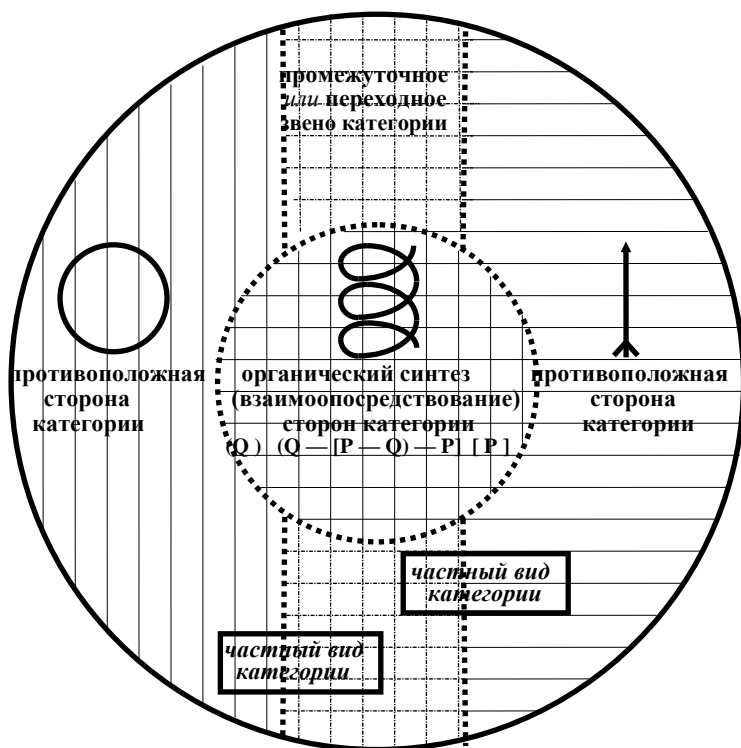 промежуточное
или переходное
звено категории
противоположная
сторона
категории
органический синтез
(взаимоопосредствование)
сторон категории
(Q ) (Q — [P — Q) — P] [ P ]
противоположная
сторона
категории
частный вид
категории
частный вид
категории